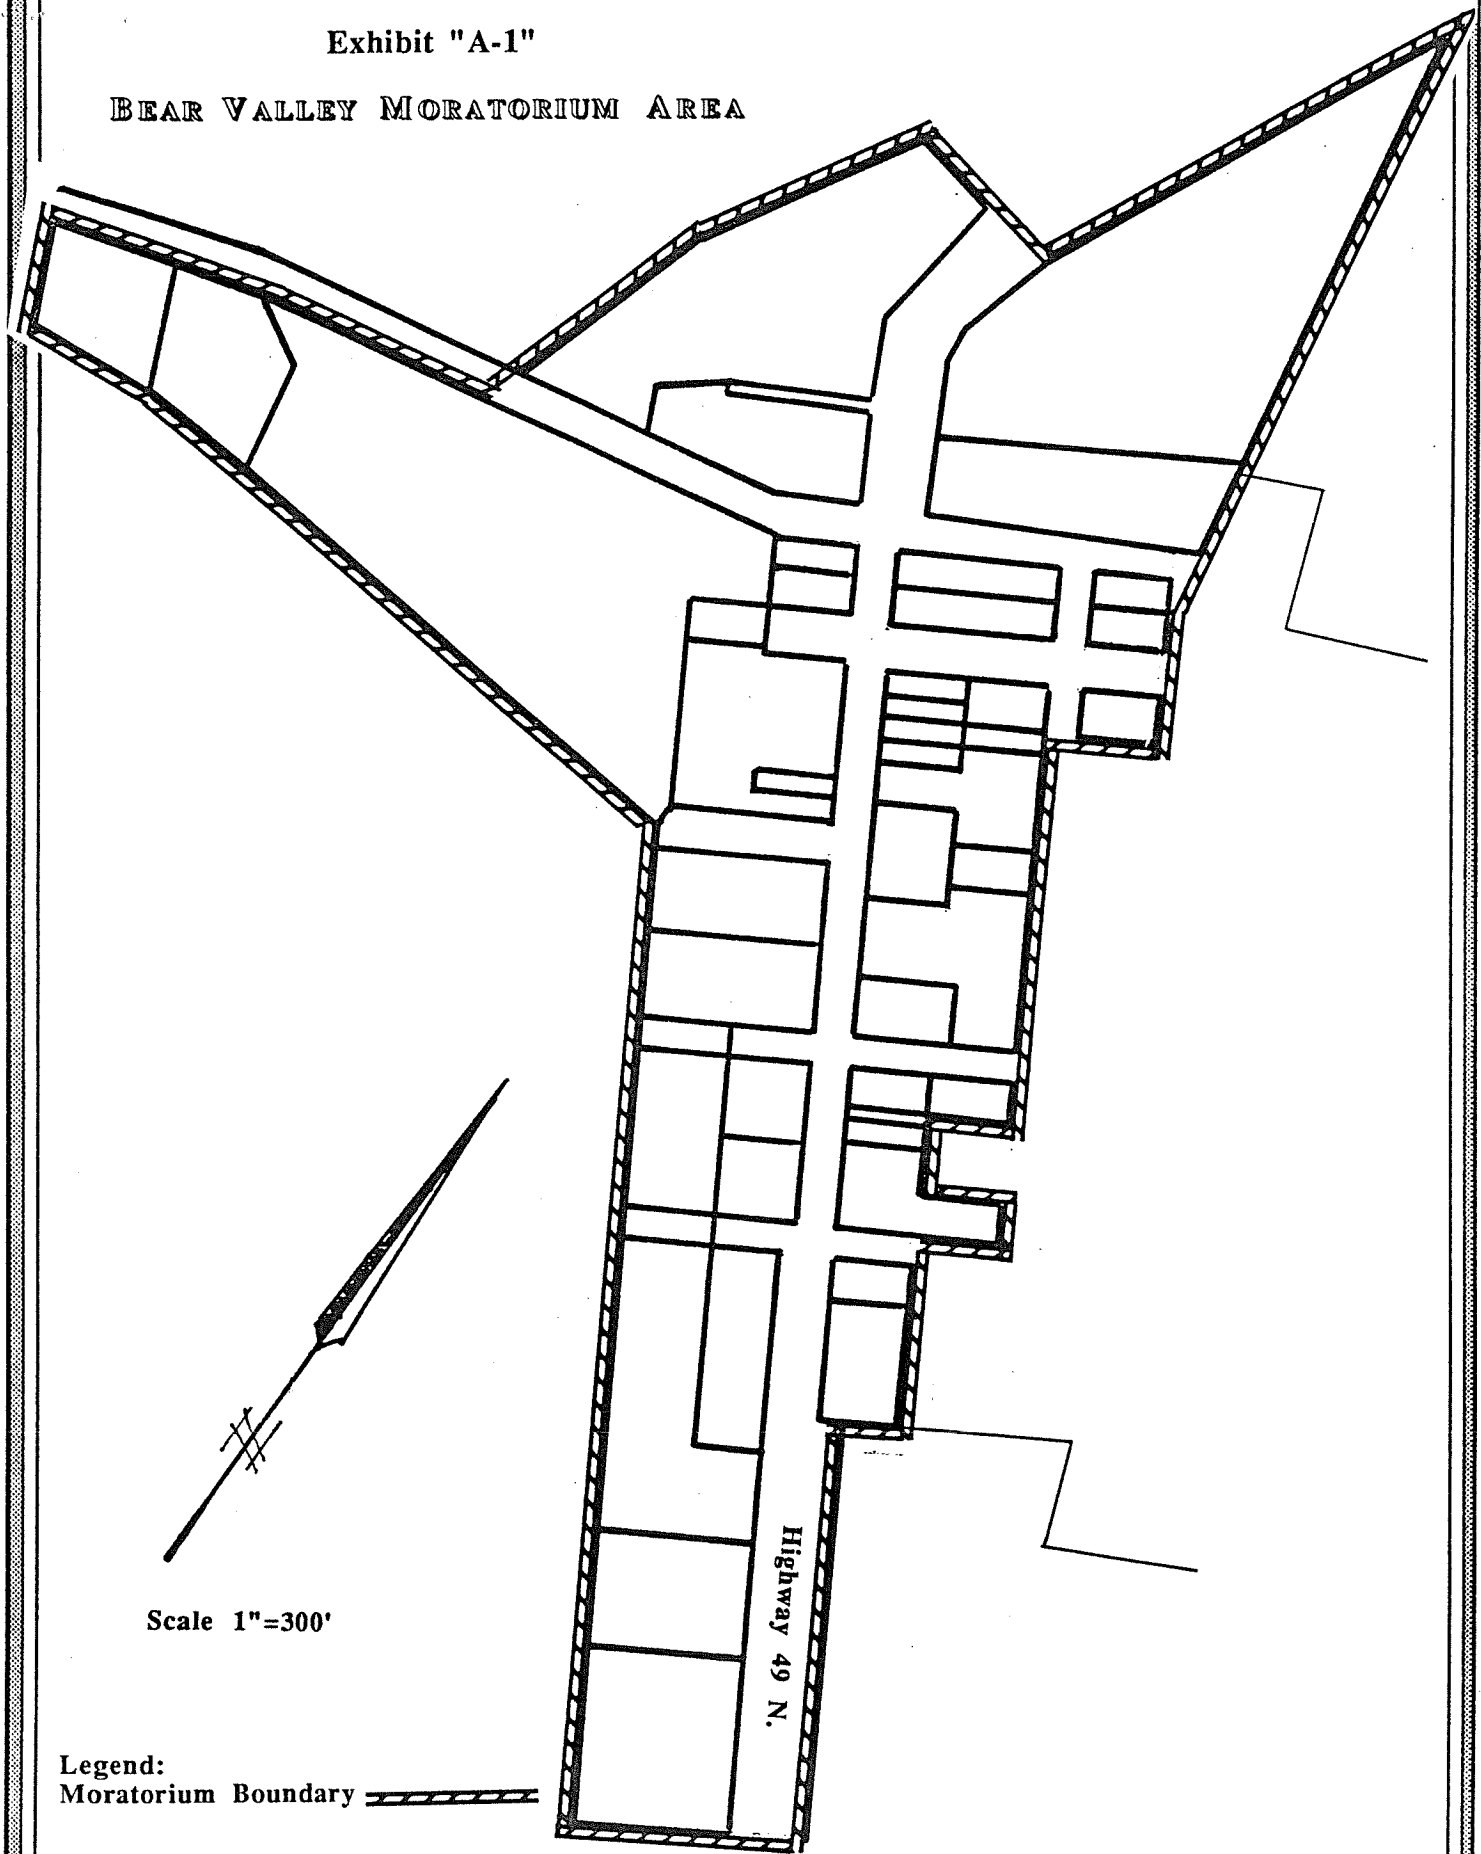 Exhibit "A-1"
BEAR VALLEY MORATORIUM AREA
Highway 49 N.
Scale 1"=300'
Legend:
Moratorium Boundary